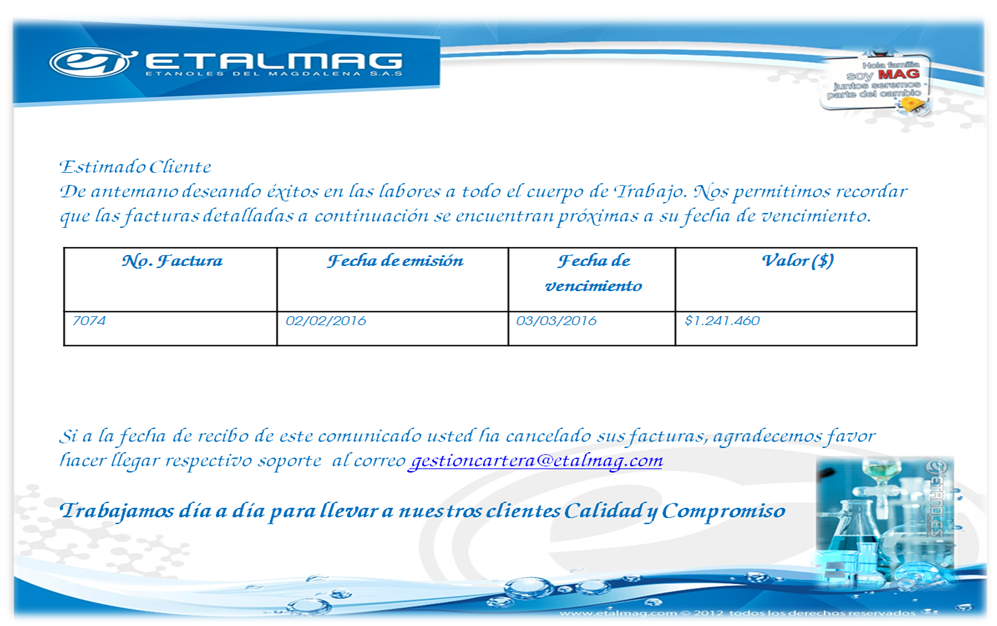 ETALMAG
ETANOLES DEL MAGDALENA S.A.S
Hola familia
soy MAG
juntos seremos
parte del cambio
Estimado Cliente
De antemano deseando éxitos en las labores a todo el cuerpo de Trabajo. Nos permitimos recordar
que las facturas detalladas a continuación se encuentran próximas a su fecha de vencimiento.
No. Factura Fecha de emisión Fecha de vencimiento Valor ($)
7074 02/02/2016 03/03/2016 $1.241.460
Si a la fecha de recibo de este comunicado usted ha cancelado sus facturas, agradecemos favor
hacer llegar respectivo soporte al correo gestioncartera@etalmag.com
Trabajamos día a día para llevar a nuestros clientes Calidad y Compromiso
www.etalmag.com © 2012 todos los derechos reservados